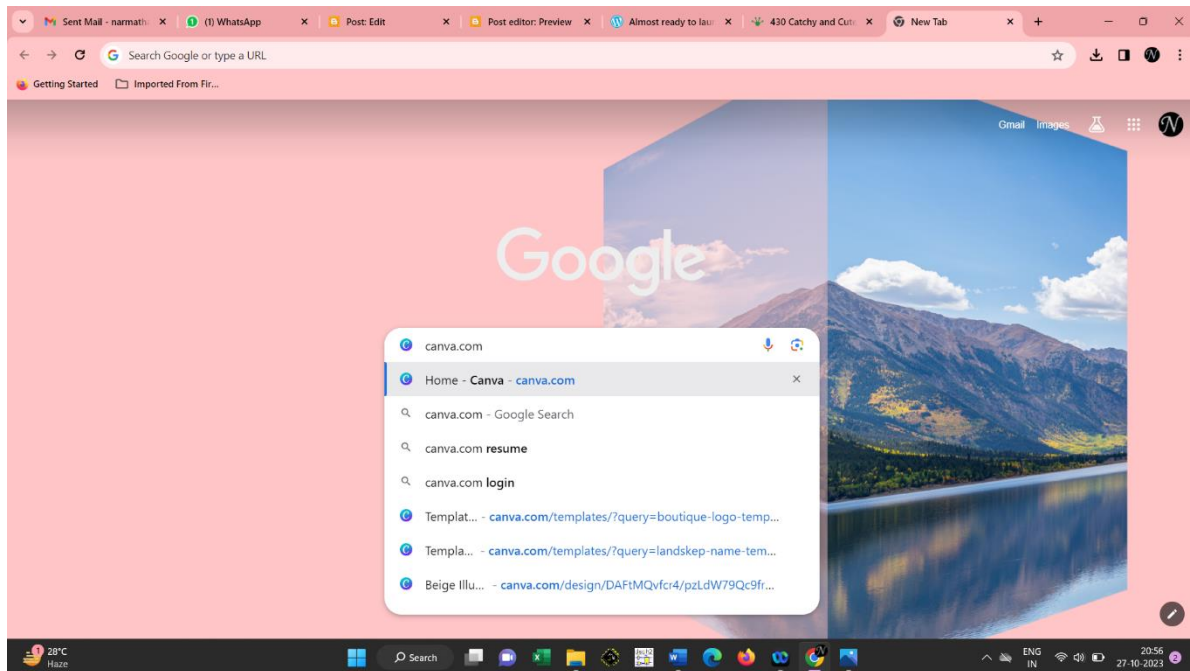 Sent Mail - narmath
(1) WhatsApp
Post: Edit
Post editor: Preview
Almost ready to lau
430 Catchy and Cute
New Tab
Search Google or type a URL
Getting Started
Imported From Fir...
Gmail
Images
N
Google
canva.com
Home - Canva - canva.com
canva.com - Google Search
canva.com resume
canva.com login
Templat... - canva.com/templates/?query=boutique-logo-temp...
Templa... - canva.com/templates/?query=landskep-name-tem...
Beige Illu... - canva.com/design/DAFtMQvfcr4/pzLdW79Qc9fr...
1
28°C
Haze
Search
ENG
IN
20:56
27-10-2023
2